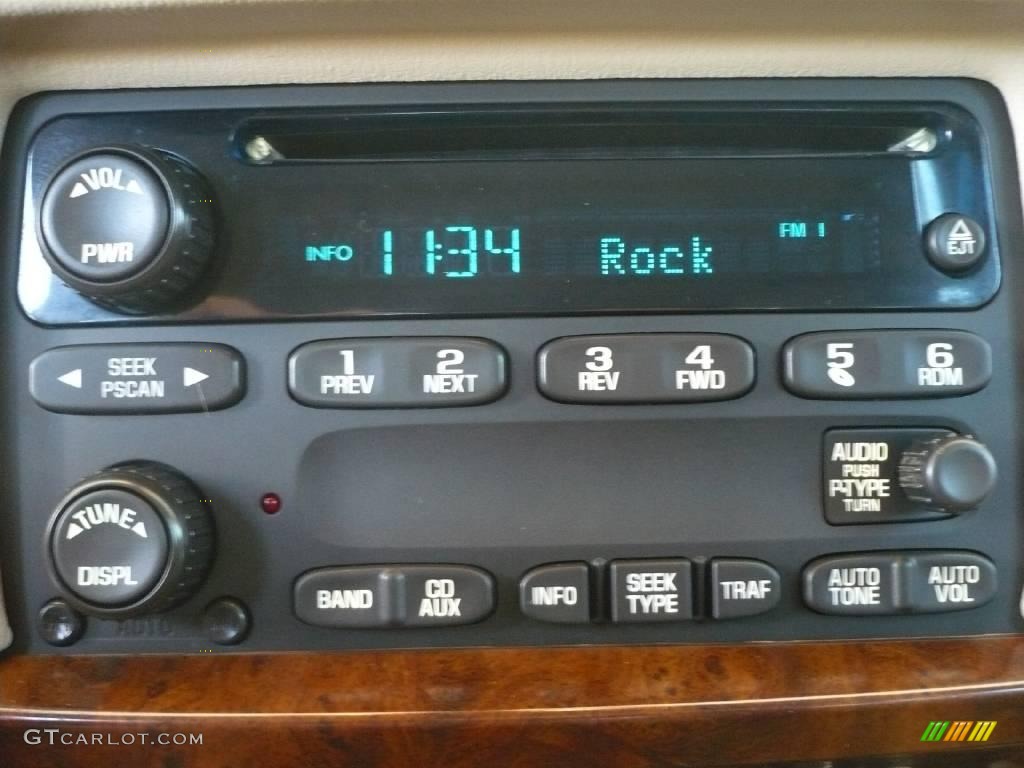 VOL
PWR
INFO 11:34 Rock FM 1
EJT
SEEK
PSCAN
1
PREV
2
NEXT
3
REV
4
FWD
5
6
RDM
AUDIO
PUSH
P-TYPE
TURN
TUNE
DISPL
AUTO
BAND
CD
AUX
INFO
SEEK
TYPE
TRAF
AUTO
TONE
AUTO
VOL
GTCARLOT.COM